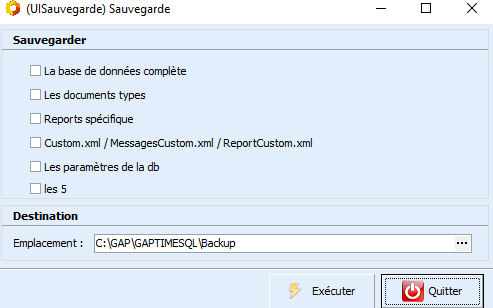 (UISauvegarde) Sauvegarde
Sauvegarder
La base de données complète
Les documents types
Reports spécifique
Custom.xml / MessagesCustom.xml / ReportCustom.xml
Les paramètres de la db
les 5
Destination
Emplacement : C:\GAP\GAPTIMESQL\Backup ...
Exécuter Quitter